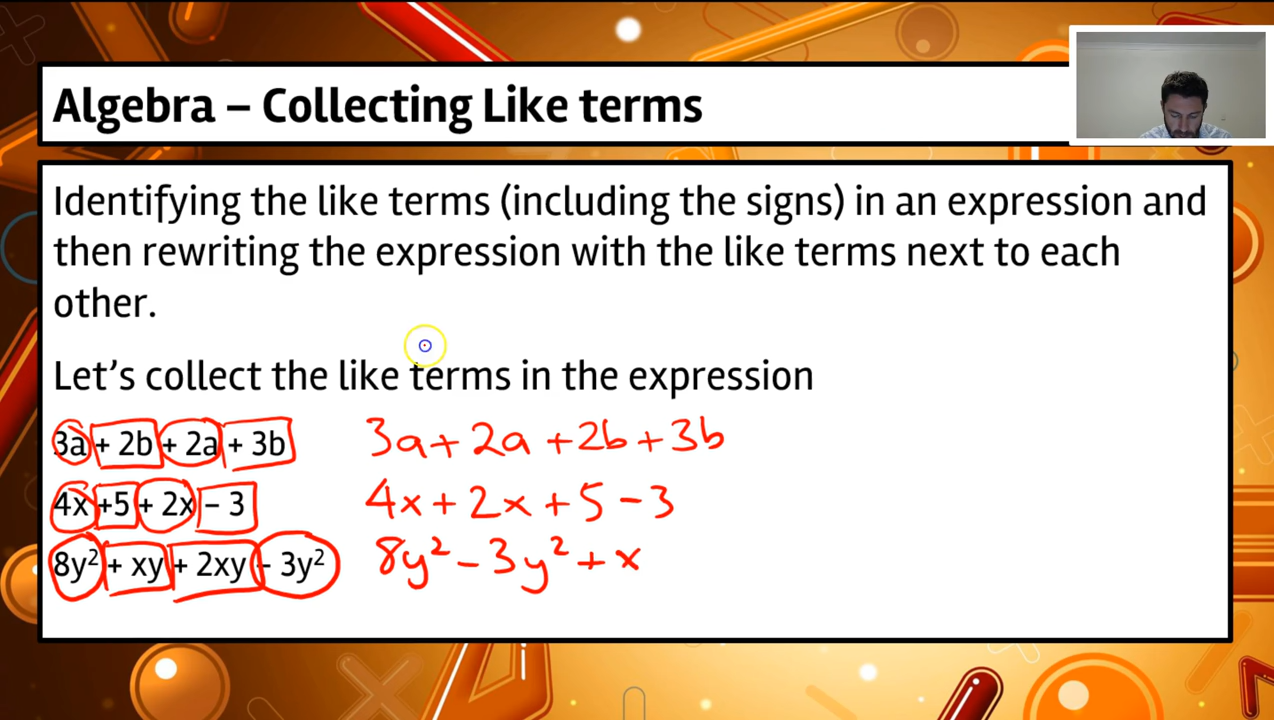 Algebra – Collecting Like terms
Identifying the like terms (including the signs) in an expression and
then rewriting the expression with the like terms next to each
other.
Let's collect the like terms in the expression
3a + 2b + 2a + 3b 3a + 2a + 2b + 3b
4x +5 + 2x – 3 4x + 2x + 5 – 3
8y² + xy + 2xy – 3y² 8y² – 3y² + x